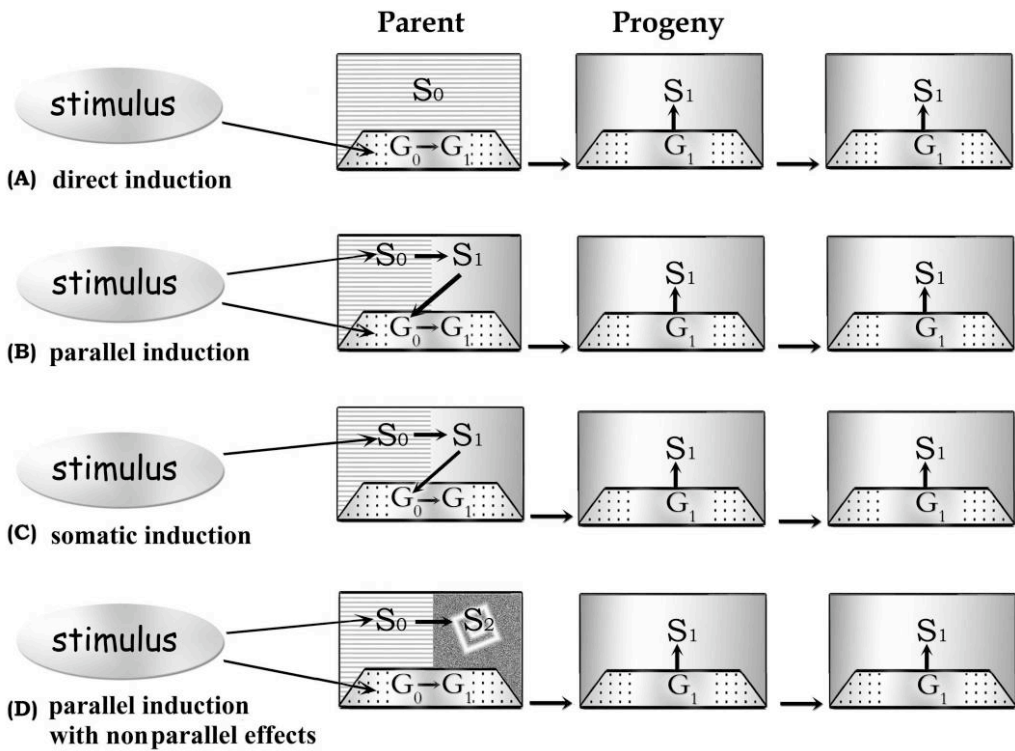 Parent Progeny
S₀ S₁ S₁
stimulus
G₀→G₁ G₁ G₁
(A) direct induction
S₀ S₁ S₁ S₁
stimulus
G₀→G₁ G₁ G₁
(B) parallel induction
S₀ S₁ S₁ S₁
stimulus
G₀→G₁ G₁ G₁
(C) somatic induction
S₀ S₂ S₁ S₁
stimulus
G₀→G₁ G₁ G₁
(D) parallel induction
with nonparallel effects